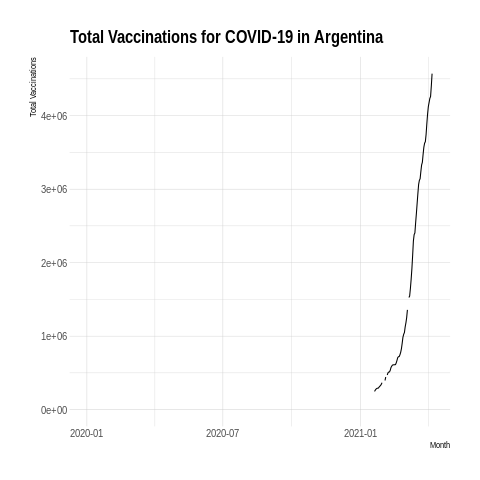 Total Vaccinations for COVID-19 in Argentina
Total Vaccinations
4e+06
3e+06
2e+06
1e+06
0e+00
2020-01 2020-07 2021-01
Month